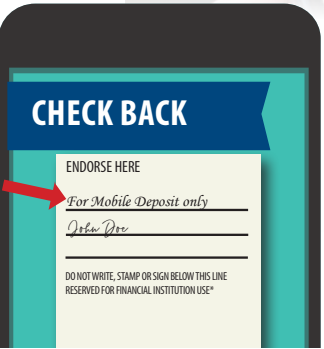 CHECK BACK
ENDORSE HERE
For Mobile Deposit only
John Doe
DO NOT WRITE, STAMP OR SIGN BELOW THIS LINE
RESERVED FOR FINANCIAL INSTITUTION USE*